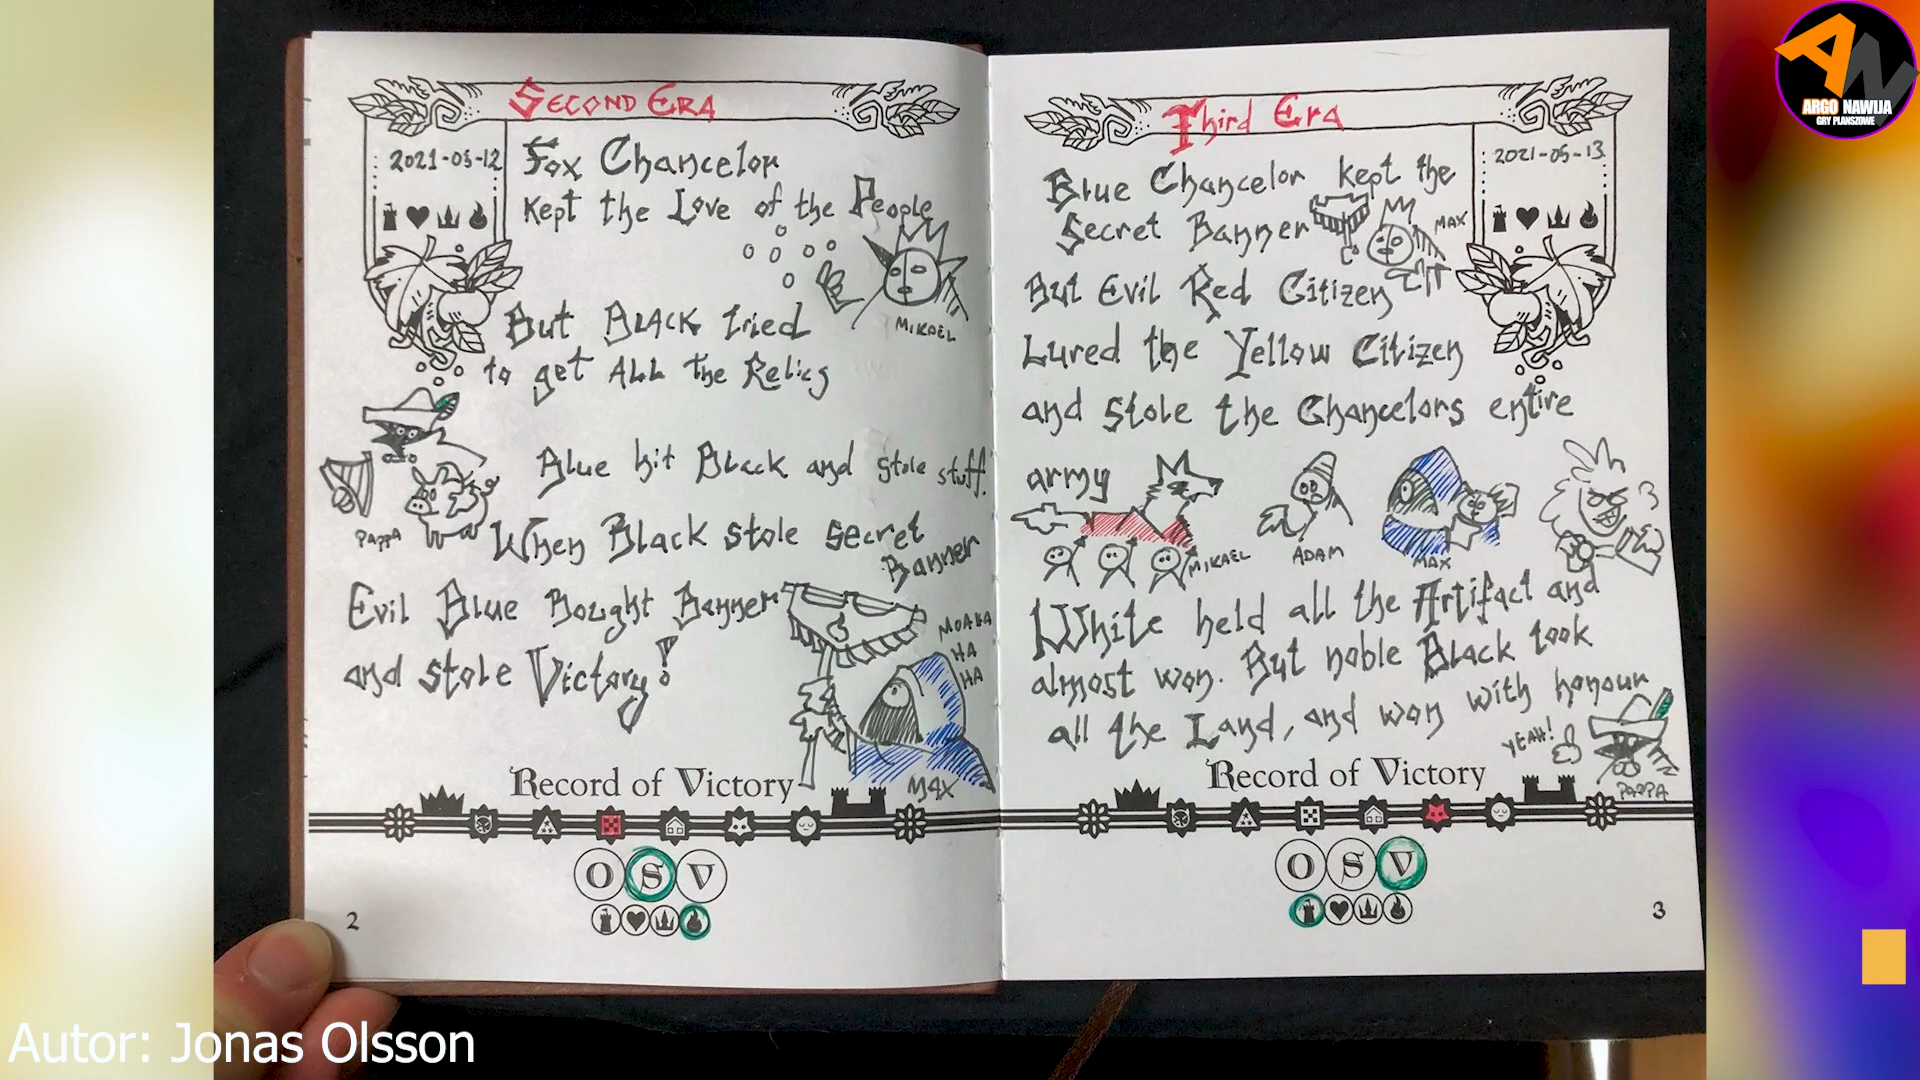 SECOND ERA
2021-05-12
Fox Chancelor
kept the Love of the People
MIKAEL
But BLACK tried
to get ALL the Relics
PAPPA
Blue hit Black and stole stuff.
When Black stole secret
Banner
Evil Blue Bought Banner
and stole Victory!
MOAHA
HA
HA
MAX
Record of Victory
O S V
2
Third Era
2021-05-13
Blue Chancelor kept the
Secret Banner
MAX
But Evil Red Citizen
Lured the Yellow Citizen
and stole the Chancelors entire
army
MIKAEL
ADAM
MAX
White held all the Artifact and
almost won. But noble Black took
all the Land, and won with honour
YEAH!
PAPPA
Record of Victory
O S V
3
AN
ARGO NAWIJA
GRY PLANSZOWE
Autor: Jonas Olsson